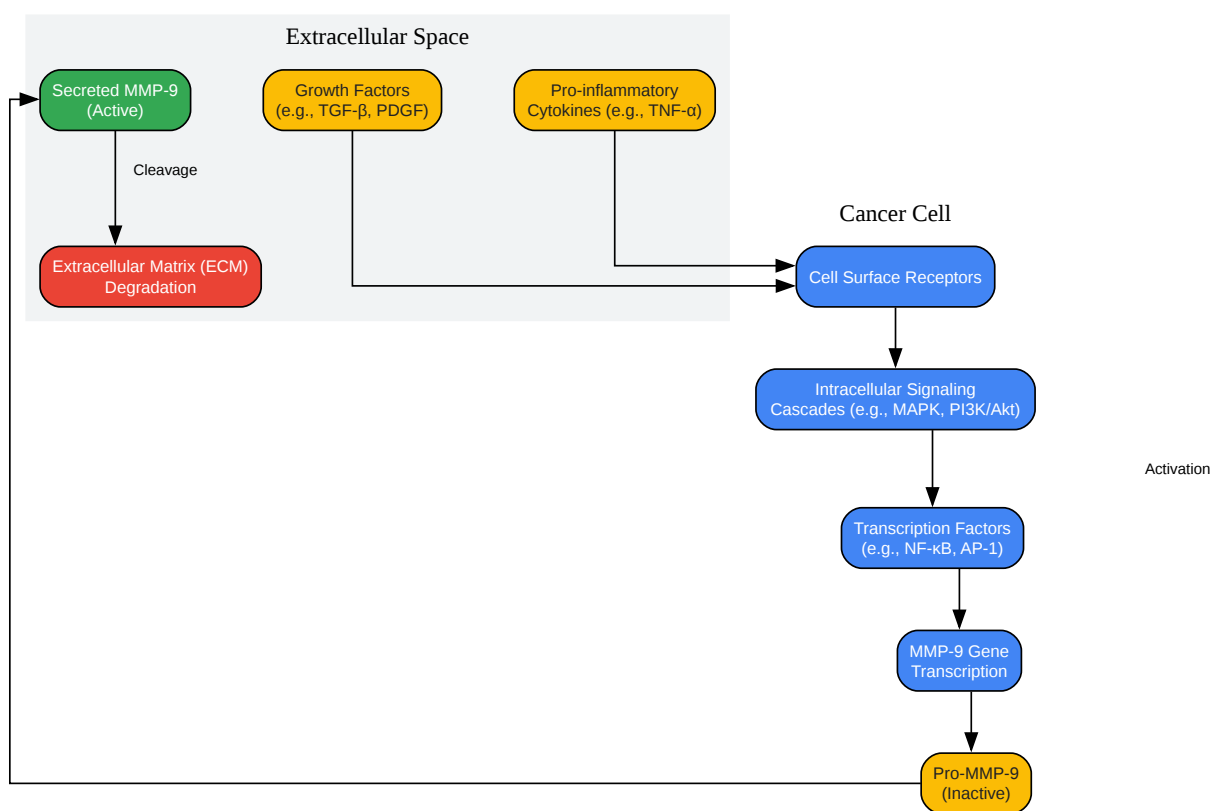 Extracellular Space
Secreted MMP-9
(Active)
Growth Factors
(e.g., TGF-β, PDGF)
Pro-inflammatory
Cytokines (e.g., TNF-α)
Cleavage
Cancer Cell
Extracellular Matrix (ECM)
Degradation
Cell Surface Receptors
Intracellular Signaling
Cascades (e.g., MAPK, PI3K/Akt)
Activation
Transcription Factors
(e.g., NF-κB, AP-1)
MMP-9 Gene
Transcription
Pro-MMP-9
(Inactive)